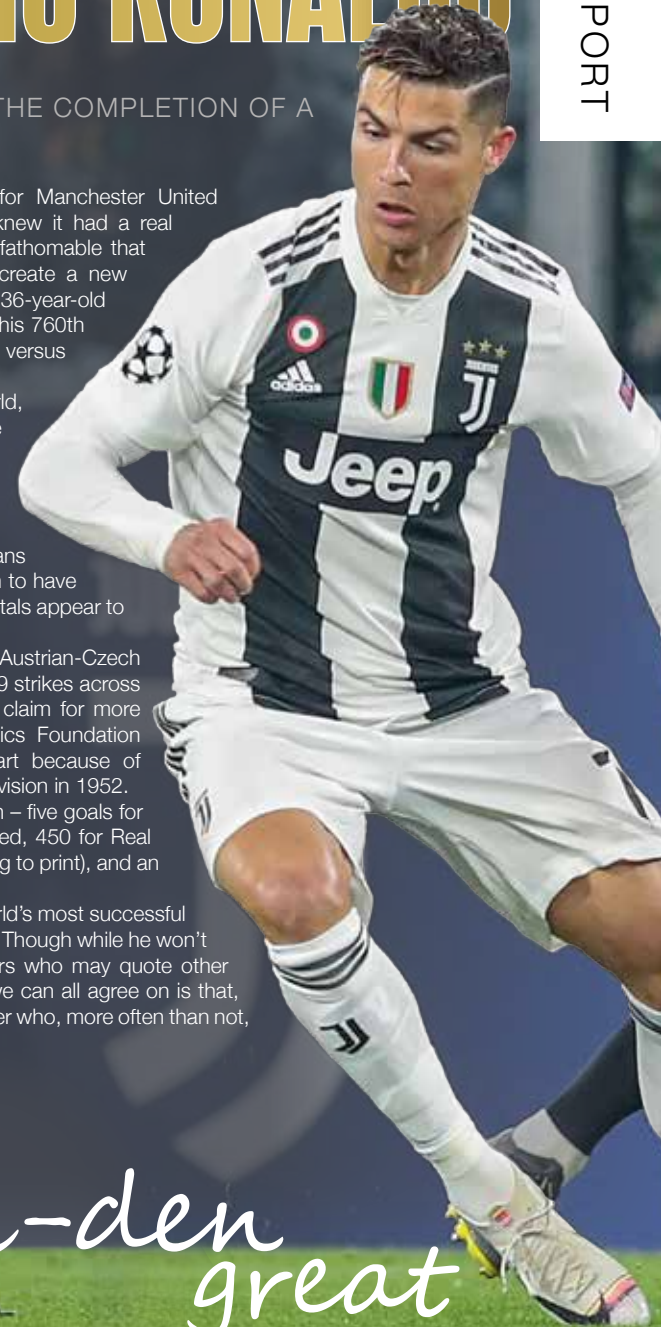 NO RONALDO
PORT
THE COMPLETION OF A
for Manchester United
knew it had a real
fathomable that
create a new
36-year-old
his 760th
versus
rld,
e
ans
n to have
tals appear to
Austrian-Czech
9 strikes across
claim for more
ics Foundation
art because of
vision in 1952.
n – five goals for
ed, 450 for Real
g to print), and an
rld's most successful
Though while he won't
rs who may quote other
ve can all agree on is that,
er who, more often than not,
adidas
JUVENTUS
Jeep
-den
great